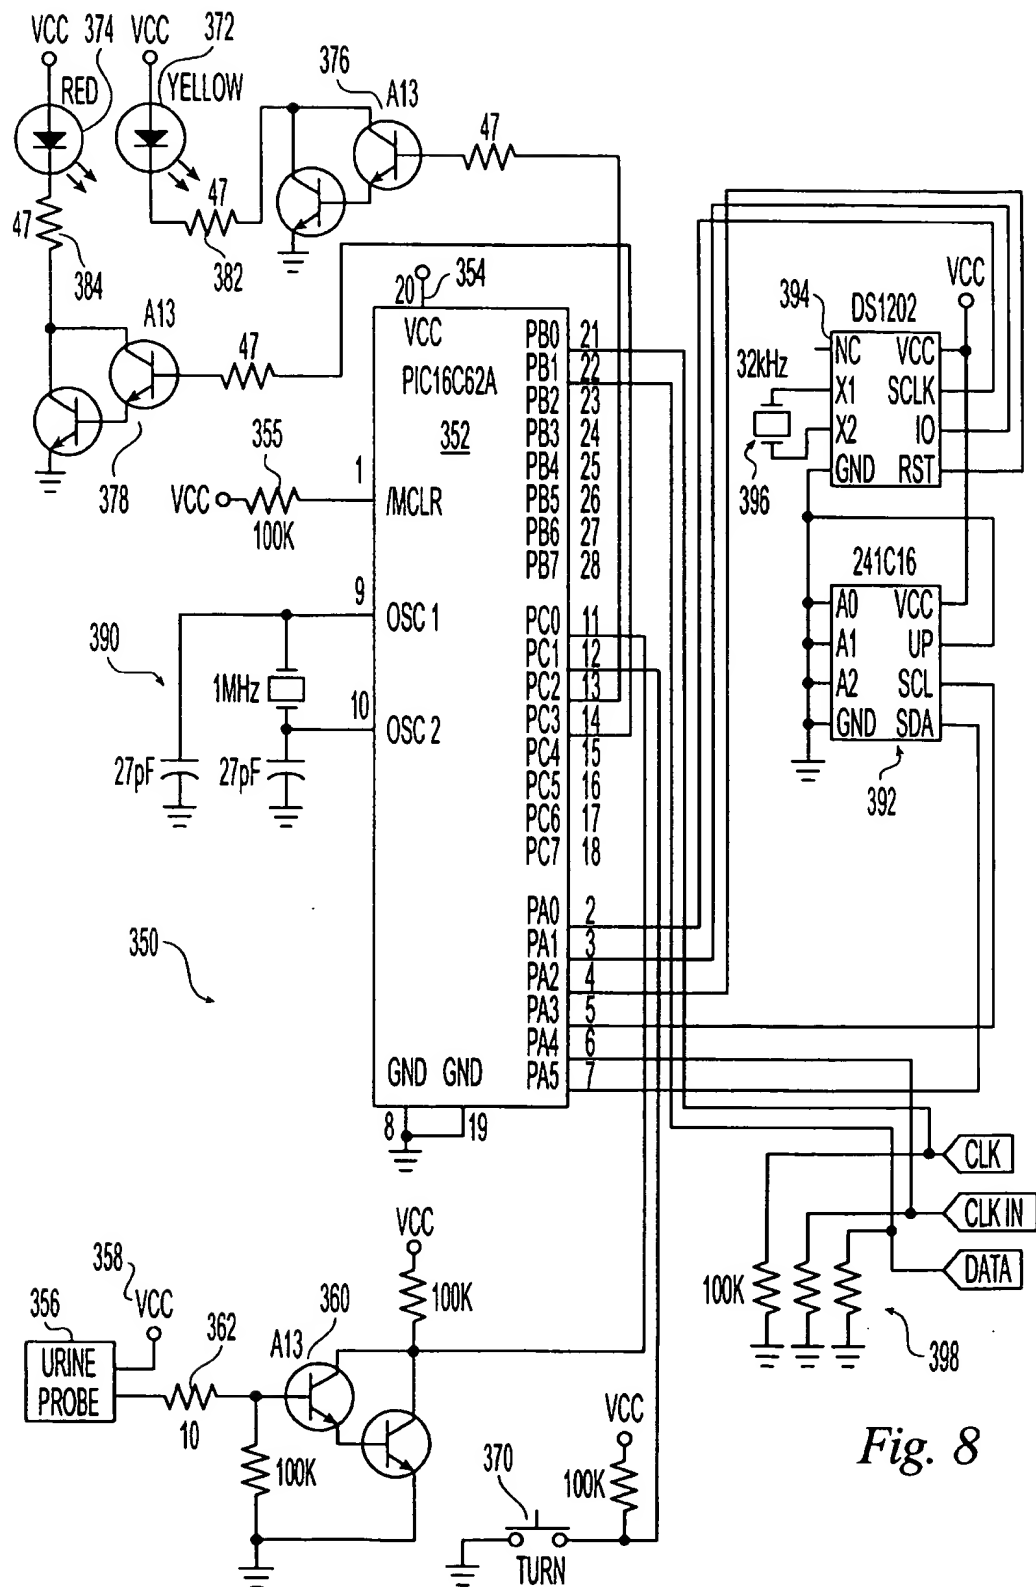 VCC
374
VCC
372
RED
YELLOW
376
A13
47
47
384
47
382
A13
47
378
20
354
VCC
PIC16C62A
352
355
VCC
100K
1
/MCLR
9
OSC 1
390
1MHz
10
OSC 2
27pF
27pF
PB0 21
PB1 22
PB2 23
PB3 24
PB4 25
PB5 26
PB6 27
PB7 28
PC0 11
PC1 12
PC2 13
PC3 14
PC4 15
PC5 16
PC6 17
PC7 18
PA0 2
PA1 3
PA2 4
PA3 5
PA4 6
PA5 7
GND GND
8
19
350
VCC
394
DS1202
NC VCC
X1 SCLK
X2 IO
GND RST
32kHz
396
241C16
A0 VCC
A1 UP
A2 SCL
GND SDA
392
CLK
CLK IN
DATA
100K
398
VCC
100K
358
VCC
356
URINE
PROBE
362
10
A13
360
100K
370
TURN
VCC
100K
Fig. 8